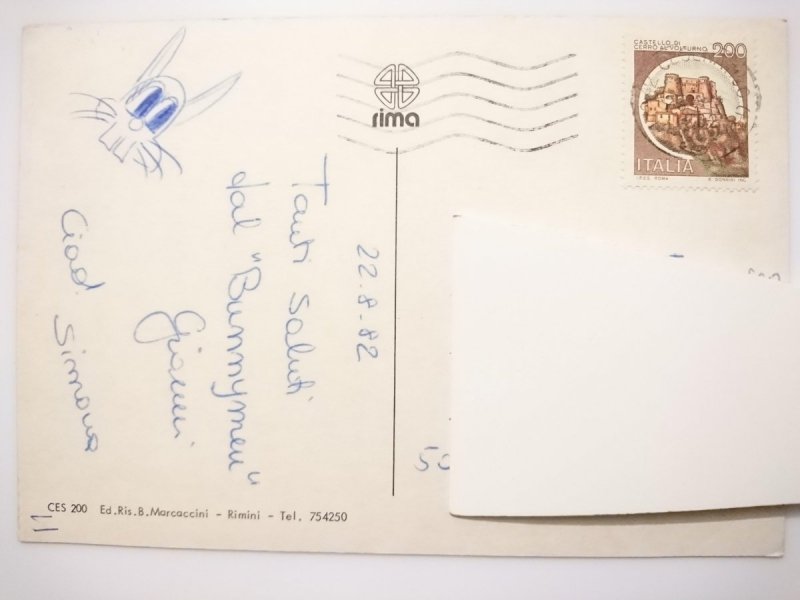 rima
CASTELLO DI
CERRO AL VOLTURNO 200
ITALIA
22.8.82
Tanti saluti
dal "Bunnymen"
Gianni
Ciao Simona
CES 200 Ed.Ris.B.Marcaccini - Rimini - Tel. 754250
11